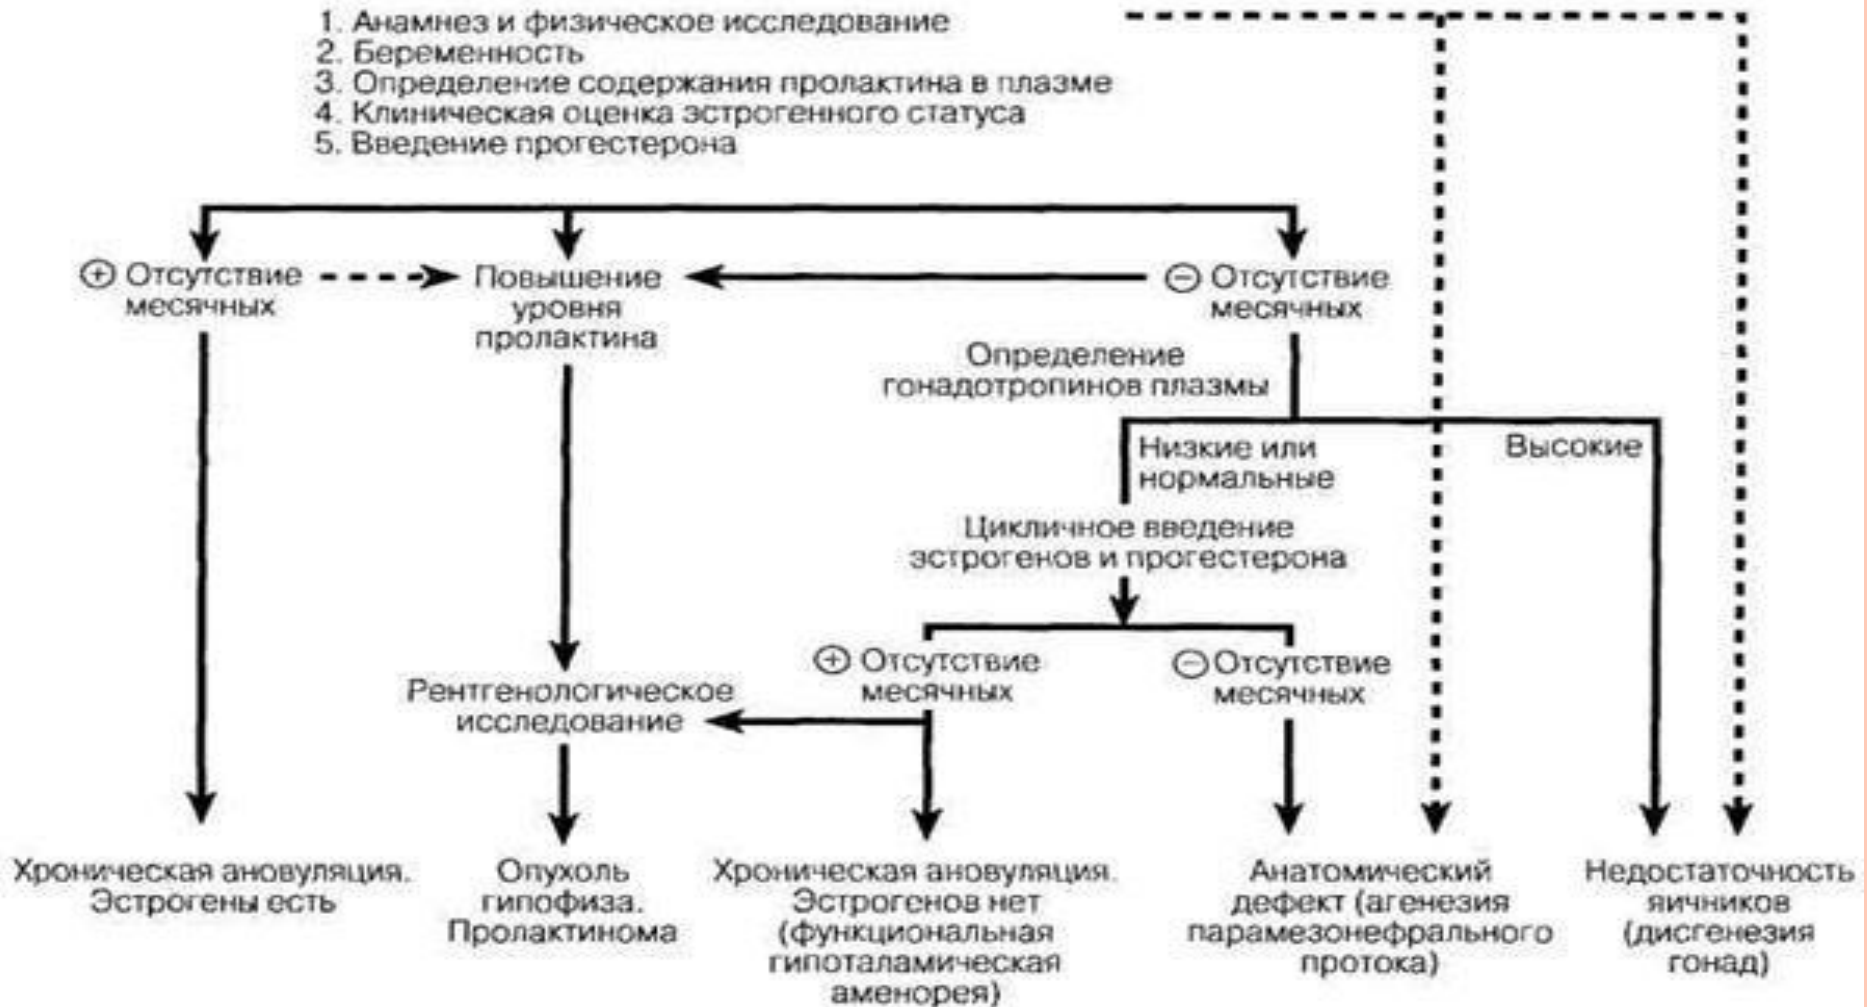 1. Анамнез и физическое исследование
2. Беременность
3. Определение содержания пролактина в плазме
4. Клиническая оценка эстрогенного статуса
5. Введение прогестерона
⊕ Отсутствие
месячных
Повышение
уровня
пролактина
⊖ Отсутствие
месячных
Определение
гонадотропинов плазмы
Низкие или
нормальные
Высокие
Цикличное введение
эстрогенов и прогестерона
⊕ Отсутствие
месячных
⊖ Отсутствие
месячных
Рентгенологическое
исследование
Хроническая ановуляция.
Эстрогены есть
Опухоль
гипофиза.
Пролактинома
Хроническая ановуляция.
Эстрогенов нет
(функциональная
гипоталамическая
аменорея)
Анатомический
дефект (агенезия
парамезонефрального
протока)
Недостаточность
яичников
(дисгенезия
гонад)